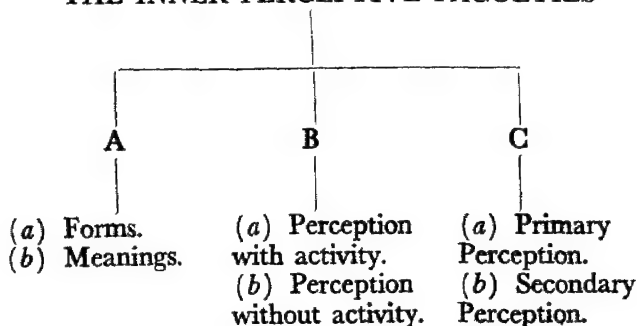 THE INNER PERCEPTIVE FACULTIES
A
B
C
(a) Forms.
(b) Meanings.
(a) Perception
with activity.
(b) Perception
without activity.
(a) Primary
Perception.
(b) Secondary
Perception.